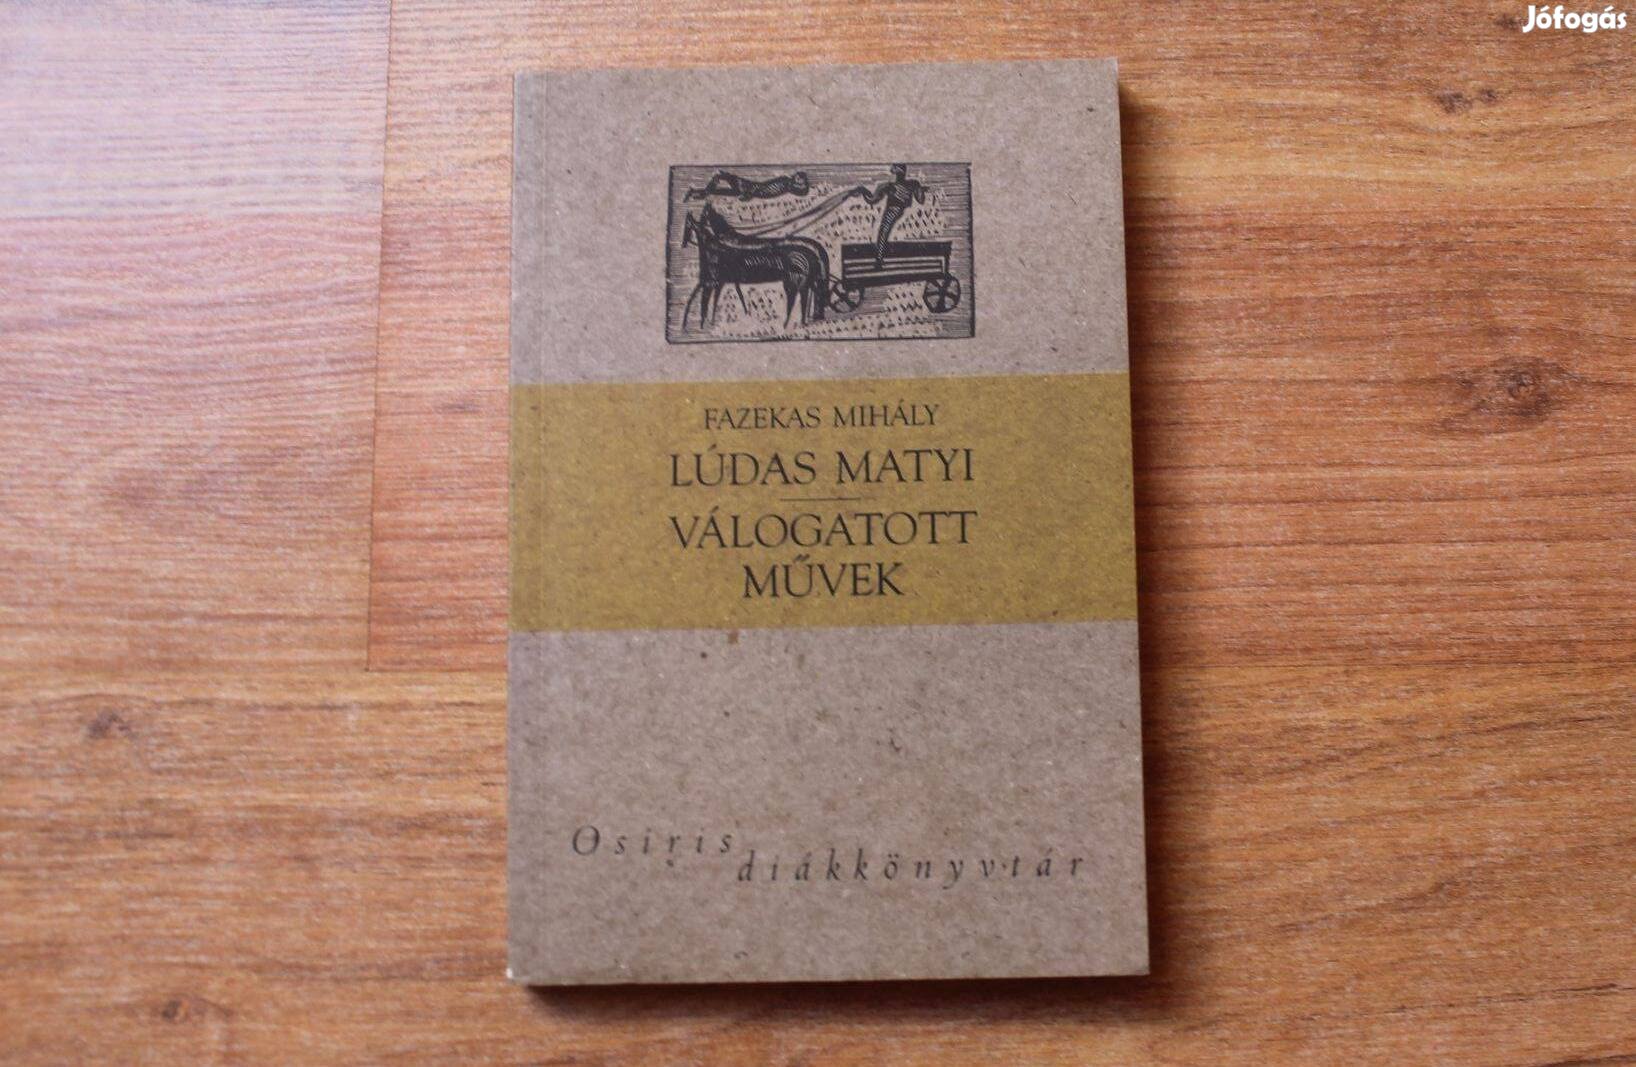 Jófogás
FAZEKAS MIHÁLY
LÚDAS MATYI
VÁLOGATOTT
MŰVEK
Osiris
diákkönyvtár